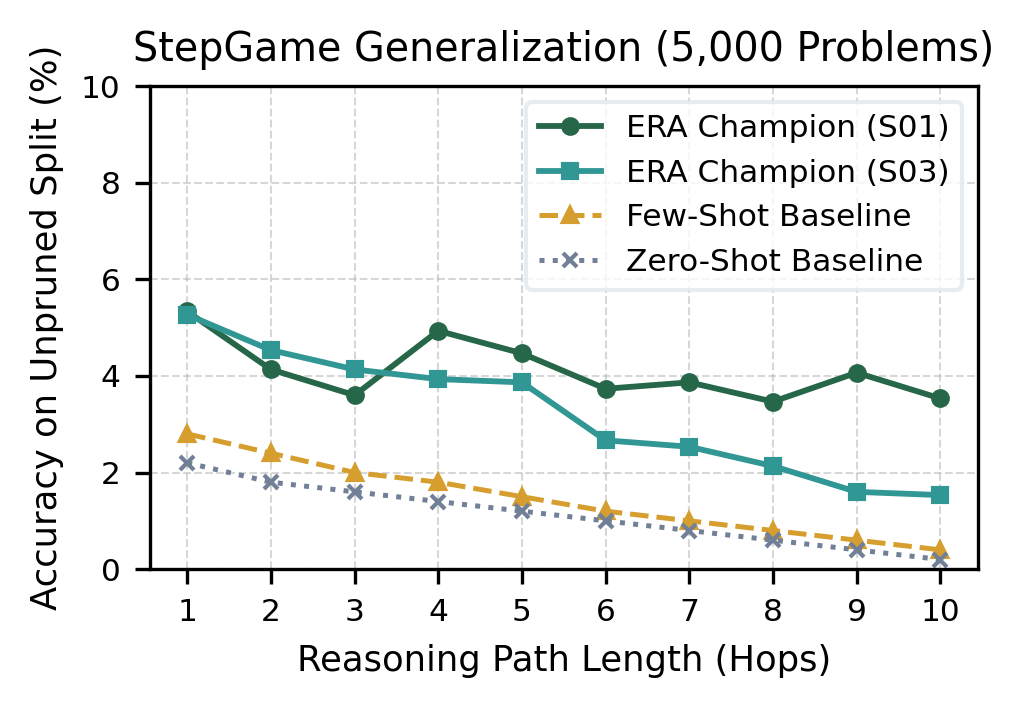 StepGame Generalization (5,000 Problems)
Accuracy on Unpruned Split (%)
10
8
6
4
2
0
ERA Champion (S01)
ERA Champion (S03)
Few-Shot Baseline
Zero-Shot Baseline
1 2 3 4 5 6 7 8 9 10
Reasoning Path Length (Hops)